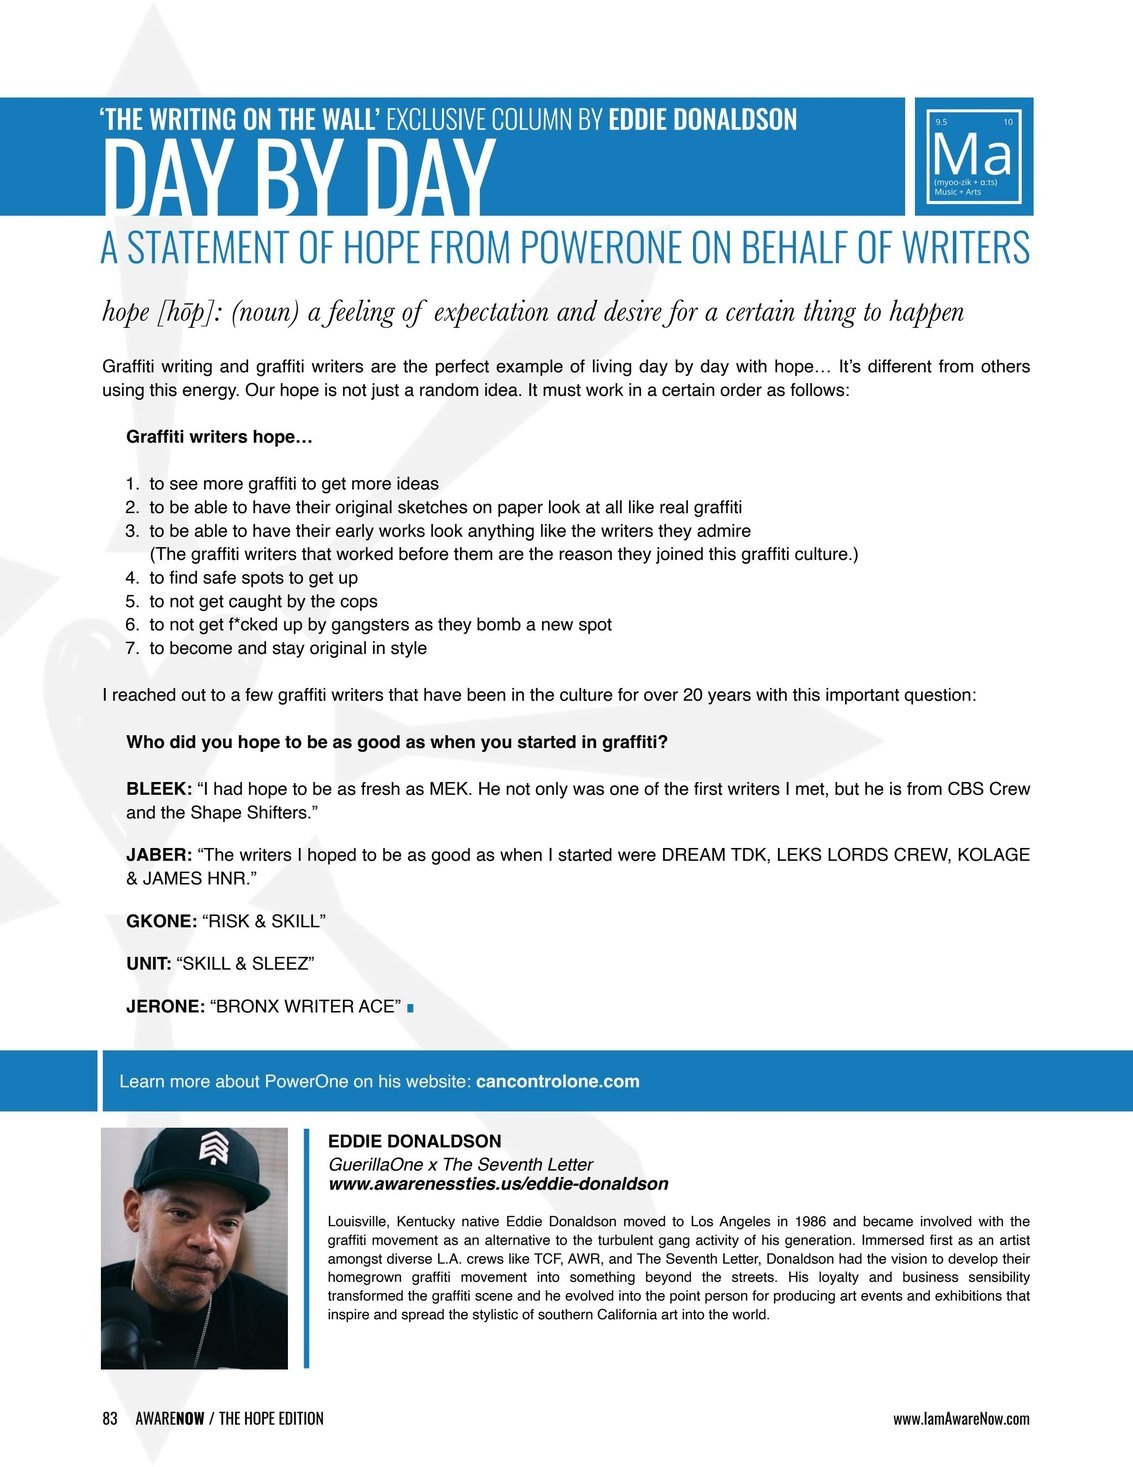 ‘THE WRITING ON THE WALL’ EXCLUSIVE COLUMN BY EDDIE DONALDSON
DAY BY DAY
9.5 10
Ma
(myoo-zik + ɑ:ts)
Music + Arts
A STATEMENT OF HOPE FROM POWERONE ON BEHALF OF WRITERS
hope [hōp]: (noun) a feeling of expectation and desire for a certain thing to happen
Graffiti writing and graffiti writers are the perfect example of living day by day with hope… It’s different from others
using this energy. Our hope is not just a random idea. It must work in a certain order as follows:
Graffiti writers hope…
1. to see more graffiti to get more ideas
2. to be able to have their original sketches on paper look at all like real graffiti
3. to be able to have their early works look anything like the writers they admire
(The graffiti writers that worked before them are the reason they joined this graffiti culture.)
4. to find safe spots to get up
5. to not get caught by the cops
6. to not get f*cked up by gangsters as they bomb a new spot
7. to become and stay original in style
I reached out to a few graffiti writers that have been in the culture for over 20 years with this important question:
Who did you hope to be as good as when you started in graffiti?
BLEEK: “I had hope to be as fresh as MEK. He not only was one of the first writers I met, but he is from CBS Crew
and the Shape Shifters.”
JABER: “The writers I hoped to be as good as when I started were DREAM TDK, LEKS LORDS CREW, KOLAGE
& JAMES HNR.”
GKONE: “RISK & SKILL”
UNIT: “SKILL & SLEEZ”
JERONE: “BRONX WRITER ACE”
Learn more about PowerOne on his website: cancontrolone.com
EDDIE DONALDSON
GuerillaOne x The Seventh Letter
www.awarenessties.us/eddie-donaldson
Louisville, Kentucky native Eddie Donaldson moved to Los Angeles in 1986 and became involved with the
graffiti movement as an alternative to the turbulent gang activity of his generation. Immersed first as an artist
amongst diverse L.A. crews like TCF, AWR, and The Seventh Letter, Donaldson had the vision to develop their
homegrown graffiti movement into something beyond the streets. His loyalty and business sensibility
transformed the graffiti scene and he evolved into the point person for producing art events and exhibitions that
inspire and spread the stylistic of southern California art into the world.
83 AWARENOW / THE HOPE EDITION
www.IamAwareNow.com